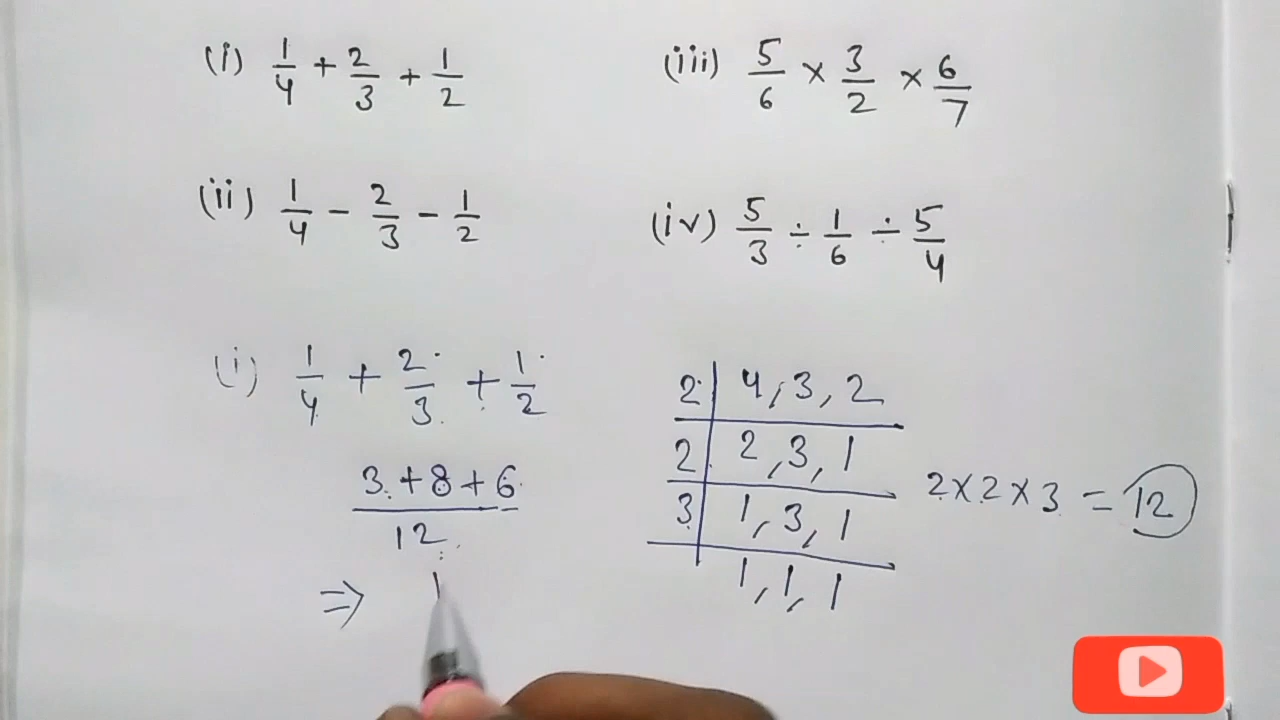 (i) 1/4 + 2/3 + 1/2
(iii) 5/6 × 3/2 × 6/7
(ii) 1/4 - 2/3 - 1/2
(iv) 5/3 ÷ 1/6 ÷ 5/4
(i) 1/4 + 2/3 + 1/2
3+8+6
12
⇒ 1
2 | 4, 3, 2
2 | 2, 3, 1
3 | 1, 3, 1
1, 1, 1
2×2×3 = 12